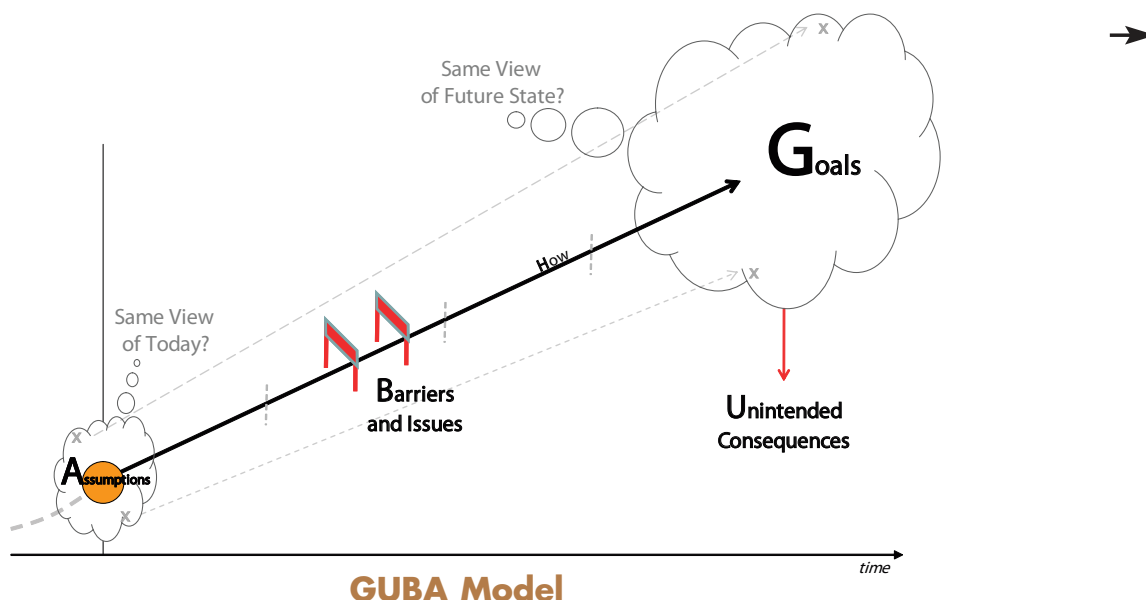 x
Same View
of Future State?
Goals
How
x
Same View
of Today?
Barriers
and Issues
Unintended
Consequences
x
Assumptions
x
time
GUBA Model